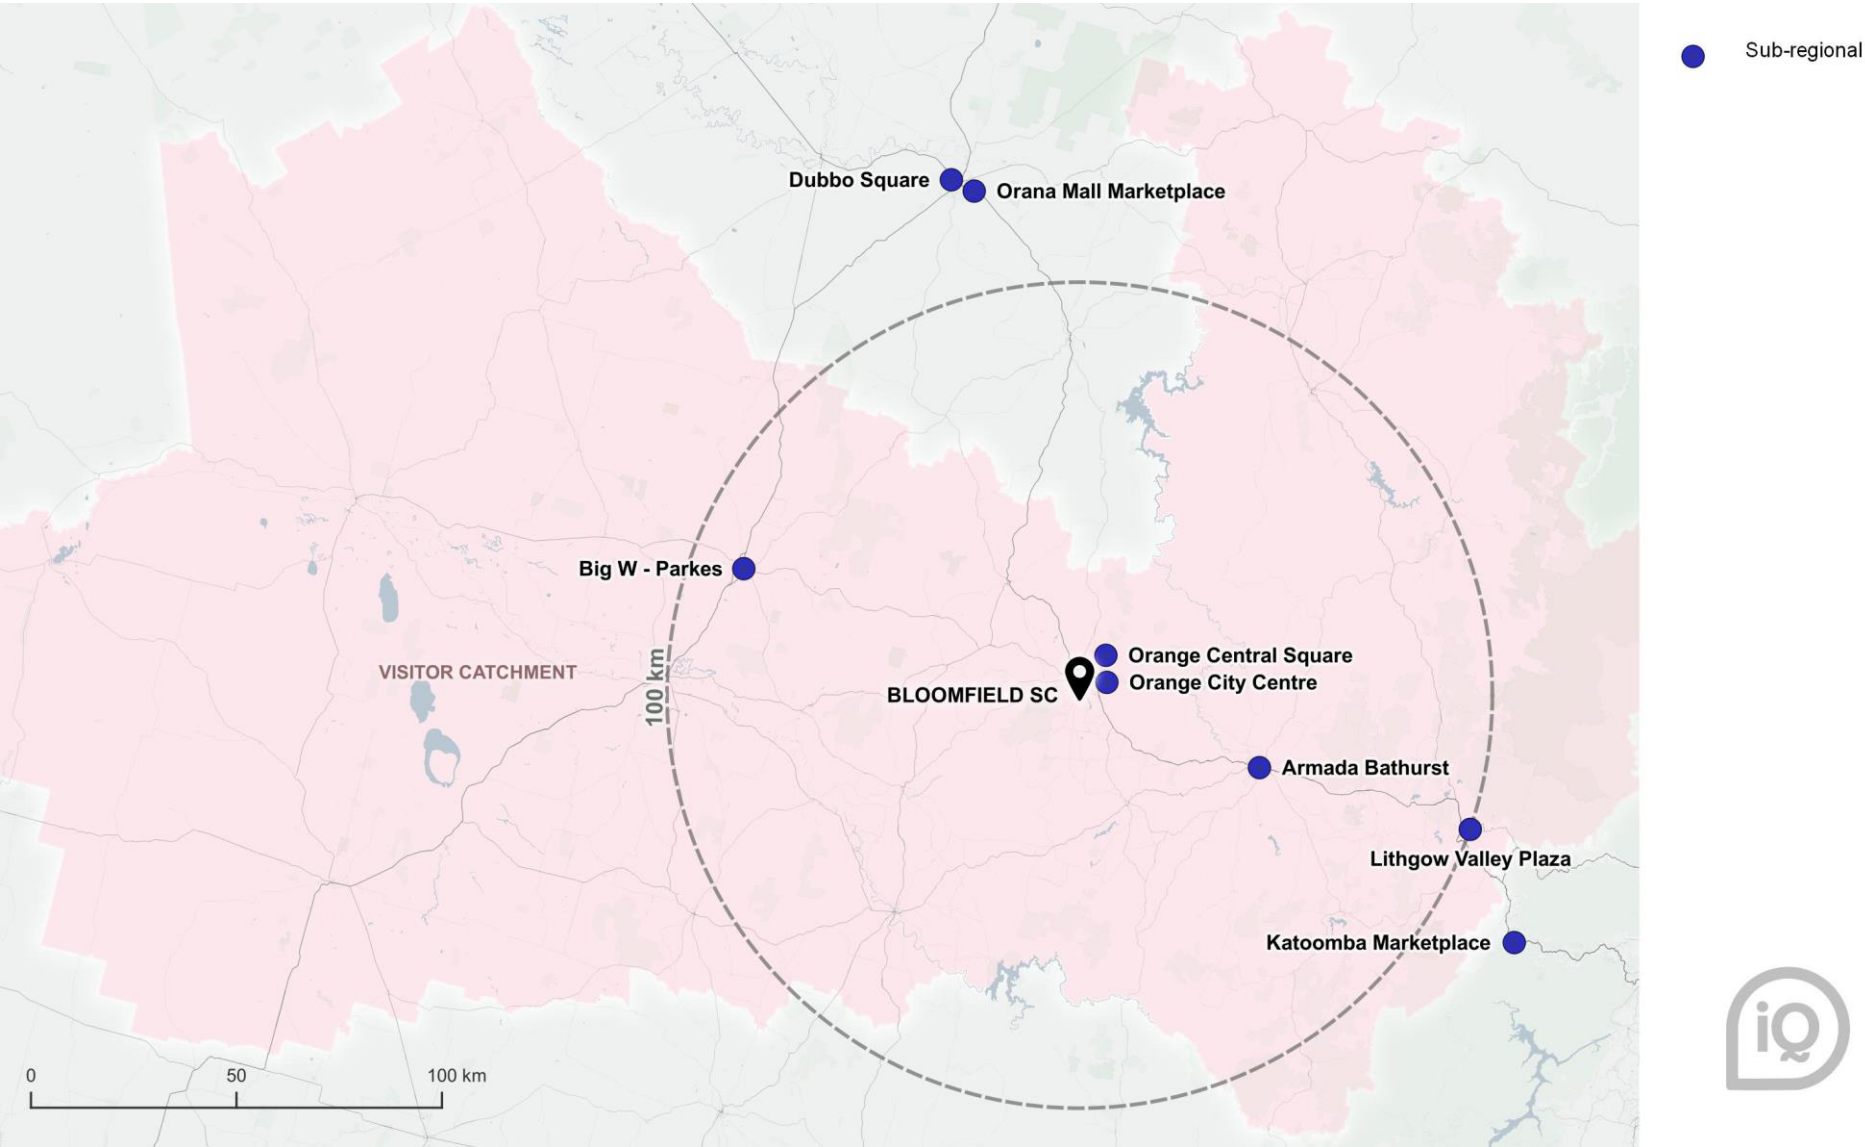 Sub-regional
Dubbo Square
Orana Mall Marketplace
Big W - Parkes
VISITOR CATCHMENT
100 km
Orange Central Square
Orange City Centre
BLOOMFIELD SC
Armada Bathurst
Lithgow Valley Plaza
Katoomba Marketplace
0 50 100 km
iQ